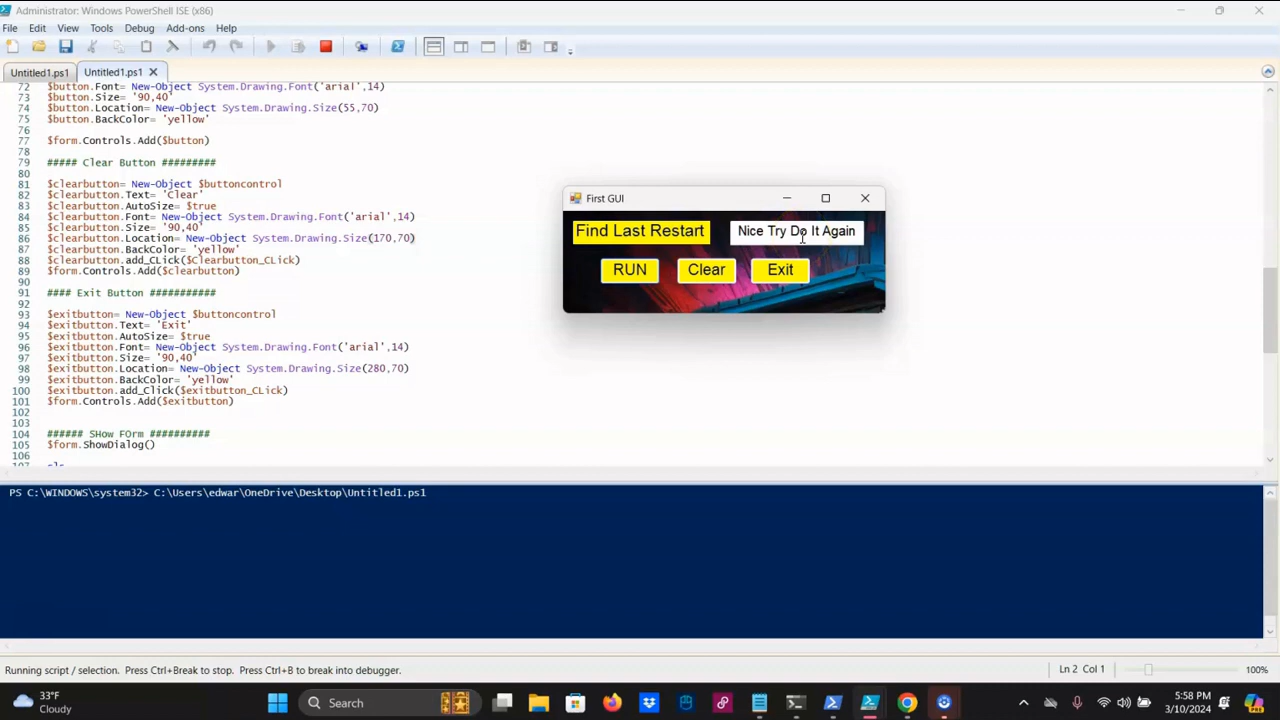 Administrator: Windows PowerShell ISE (x86)
File Edit View Tools Debug Add-ons Help
Untitled1.ps1 Untitled1.ps1
72 $button.Font= New-Object System.Drawing.Font('arial',14)
73 $button.Size= '90,40'
74 $button.Location= New-Object System.Drawing.Size(55,70)
75 $button.BackColor= 'yellow'
76
77 $form.Controls.Add($button)
78
79 ##### Clear Button #########
80
81 $clearbutton= New-Object $buttoncontrol
82 $clearbutton.Text= 'Clear'
83 $clearbutton.AutoSize= $true
84 $clearbutton.Font= New-Object System.Drawing.Font('arial',14)
85 $clearbutton.Size= '90,40'
86 $clearbutton.Location= New-Object System.Drawing.Size(170,70)
87 $clearbutton.BackColor= 'yellow'
88 $clearbutton.add_CLick($Clearbutton_CLick)
89 $form.Controls.Add($clearbutton)
90
91 #### Exit Button ###########
92
93 $exitbutton= New-Object $buttoncontrol
94 $exitbutton.Text= 'Exit'
95 $exitbutton.AutoSize= $true
96 $exitbutton.Font= New-Object System.Drawing.Font('arial',14)
97 $exitbutton.Size= '90,40'
98 $exitbutton.Location= New-Object System.Drawing.Size(280,70)
99 $exitbutton.BackColor= 'yellow'
100 $exitbutton.add_Click($exitbutton_CLick)
101 $form.Controls.Add($exitbutton)
102
103
104 ###### SHow FOrm ##########
105 $form.ShowDialog()
106
First GUI
Find Last Restart Nice Try Do It Again
RUN Clear Exit
PS C:\WINDOWS\system32> C:\Users\edwar\OneDrive\Desktop\Untitled1.ps1
Running script / selection. Press Ctrl+Break to stop. Press Ctrl+B to break into debugger. Ln 2 Col 1 100%
33°F
Cloudy
Search
5:58 PM
3/10/2024